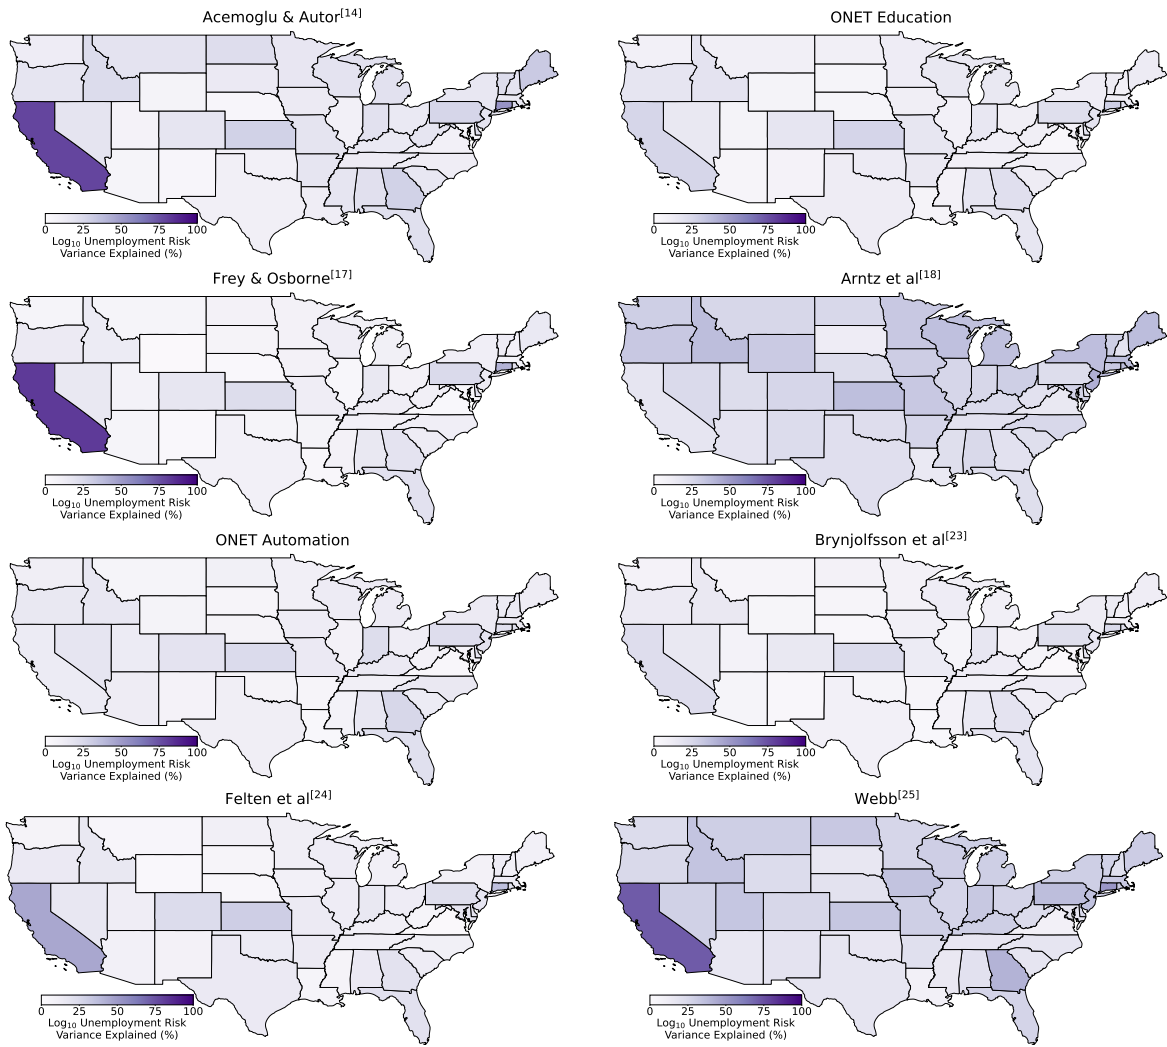 Acemoglu & Autor[14]
0 25 50 75 100
Log10 Unemployment Risk
Variance Explained (%)
ONET Education
0 25 50 75 100
Log10 Unemployment Risk
Variance Explained (%)
Frey & Osborne[17]
0 25 50 75 100
Log10 Unemployment Risk
Variance Explained (%)
Arntz et al[18]
0 25 50 75 100
Log10 Unemployment Risk
Variance Explained (%)
ONET Automation
0 25 50 75 100
Log10 Unemployment Risk
Variance Explained (%)
Brynjolfsson et al[23]
0 25 50 75 100
Log10 Unemployment Risk
Variance Explained (%)
Felten et al[24]
0 25 50 75 100
Log10 Unemployment Risk
Variance Explained (%)
Webb[25]
0 25 50 75 100
Log10 Unemployment Risk
Variance Explained (%)